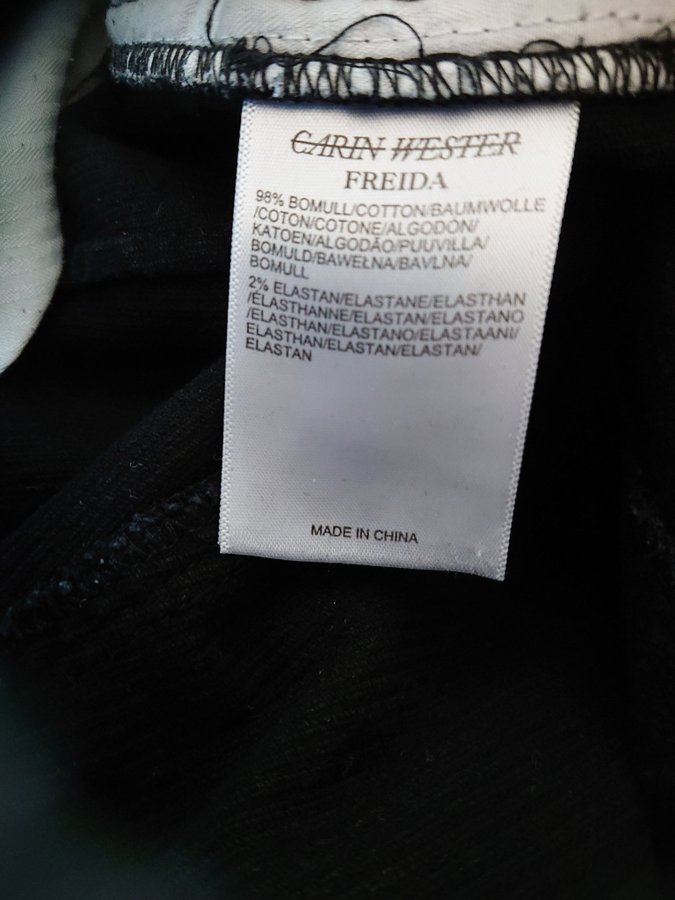 CARIN WESTER
FREIDA
98% BOMULL/COTTON/BAUMWOLLE
/COTON/COTONE/ALGODÓN/
KATOEN/ALGODÃO/PUUVILLA/
BOMULD/BAWEŁNA/BAVLNA/
BOMULL
2% ELASTAN/ELASTANE/ELASTHAN
/ÉLASTHANNE/ELASTAN/ELASTANO
/ELASTHAN/ELASTANO/ELASTAANI/
ELASTHAN/ELASTAN/ELASTAN/
ELASTAN
MADE IN CHINA